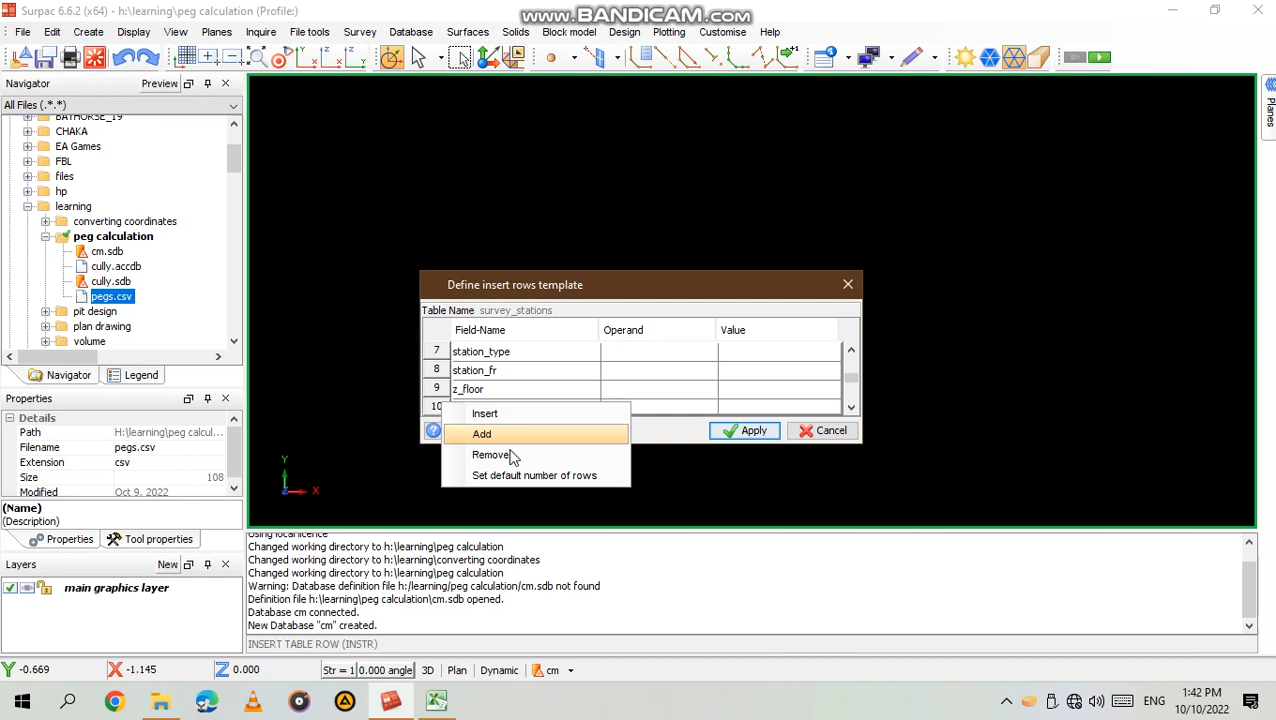 Surpac 6.6.2 (x64) - h:\learning\peg calculation (Profile:)
www.BANDICAM.com
File Edit Create Display View Planes Inquire File tools Survey Database Surfaces Solids Block model Design Plotting Customise Help
Navigator
Preview
All Files (*.*)
BATHORSE_19
CHAKA
EA Games
FBL
files
hp
learning
converting coordinates
peg calculation
cm.sdb
cully.accdb
cully.sdb
pegs.csv
pit design
plan drawing
volume
Navigator Legend
Properties
Details
Path H:\learning\peg calcul...
Filename pegs.csv
Extension csv
Size 108
Modified Oct 9, 2022
(Name)
(Description)
Properties Tool properties
Layers New
main graphics layer
Planes
Define insert rows template
Table Name survey_stations
Field-Name Operand Value
7 station_type
8 station_fr
9 z_floor
10
Insert
Add
Remove
Set default number of rows
Apply Cancel
Y
Z X
Using local licence
Changed working directory to h:\learning\peg calculation
Changed working directory to h:\learning\converting coordinates
Changed working directory to h:\learning\peg calculation
Warning: Database definition file h:/learning/peg calculation/cm.sdb not found
Definition file h:\learning\peg calculation\cm.sdb opened.
Database cm connected.
New Database "cm" created.
INSERT TABLE ROW (INSTR)
Y -0.669 X -1.145 Z 0.000 Str = 1 0.000 angle 3D Plan Dynamic cm
ENG
1:42 PM
10/10/2022